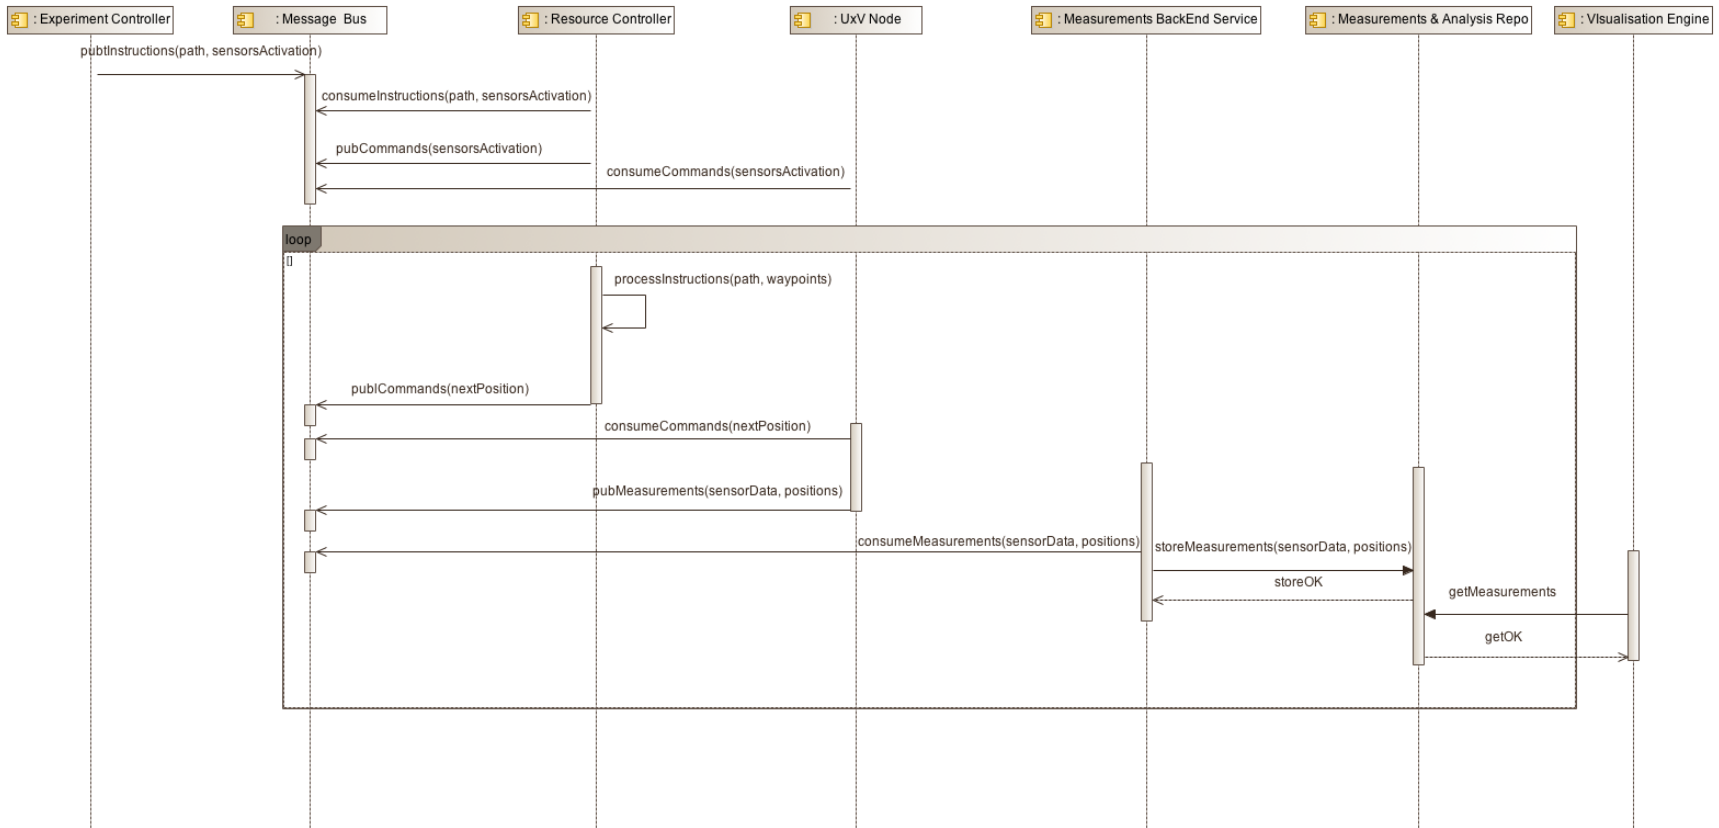 : Experiment Controller
: Message Bus
: Resource Controller
: UxV Node
: Measurements BackEnd Service
: Measurements & Analysis Repo
: VIsualisation Engine
pubtInstructions(path, sensorsActivation)
consumeInstructions(path, sensorsActivation)
pubCommands(sensorsActivation)
consumeCommands(sensorsActivation)
loop
[]
processInstructions(path, waypoints)
publCommands(nextPosition)
consumeCommands(nextPosition)
pubMeasurements(sensorData, positions)
consumeMeasurements(sensorData, positions)
storeMeasurements(sensorData, positions)
storeOK
getMeasurements
getOK